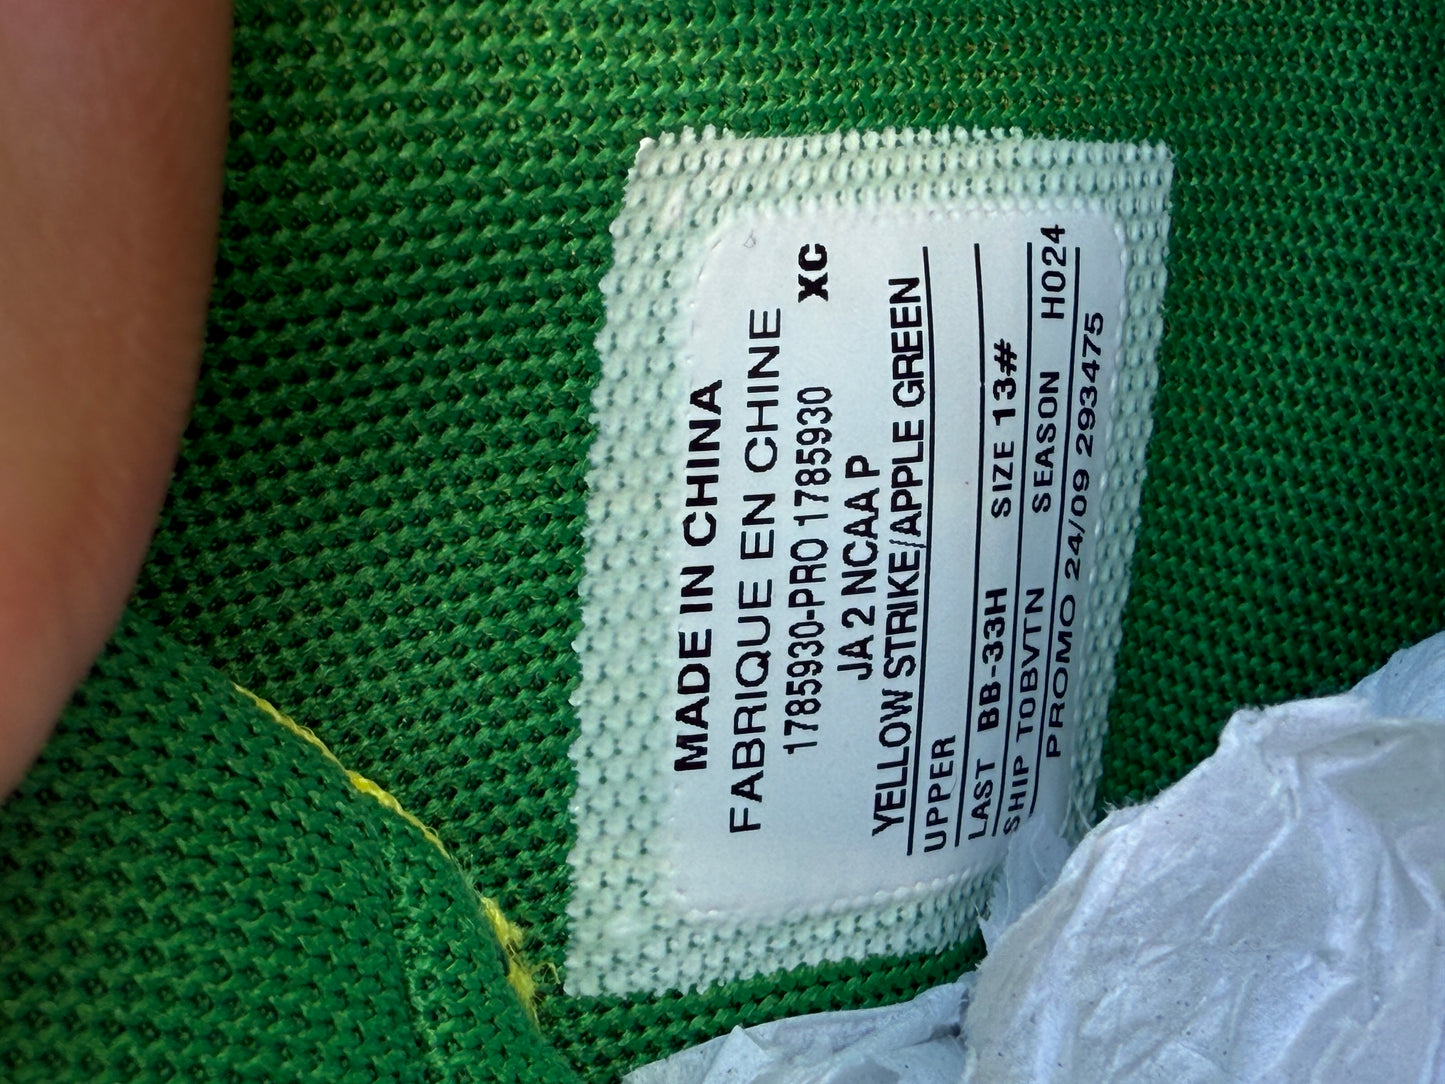 MADE IN CHINA
FABRIQUE EN CHINE
1785930-PRO 1785930 XC
JA 2 NCAA P
YELLOW STRIKE/APPLE GREEN
UPPER
LAST BB-33H SIZE 13#
SHIP TOBVTN SEASON HO24
PROMO 24/09 293475